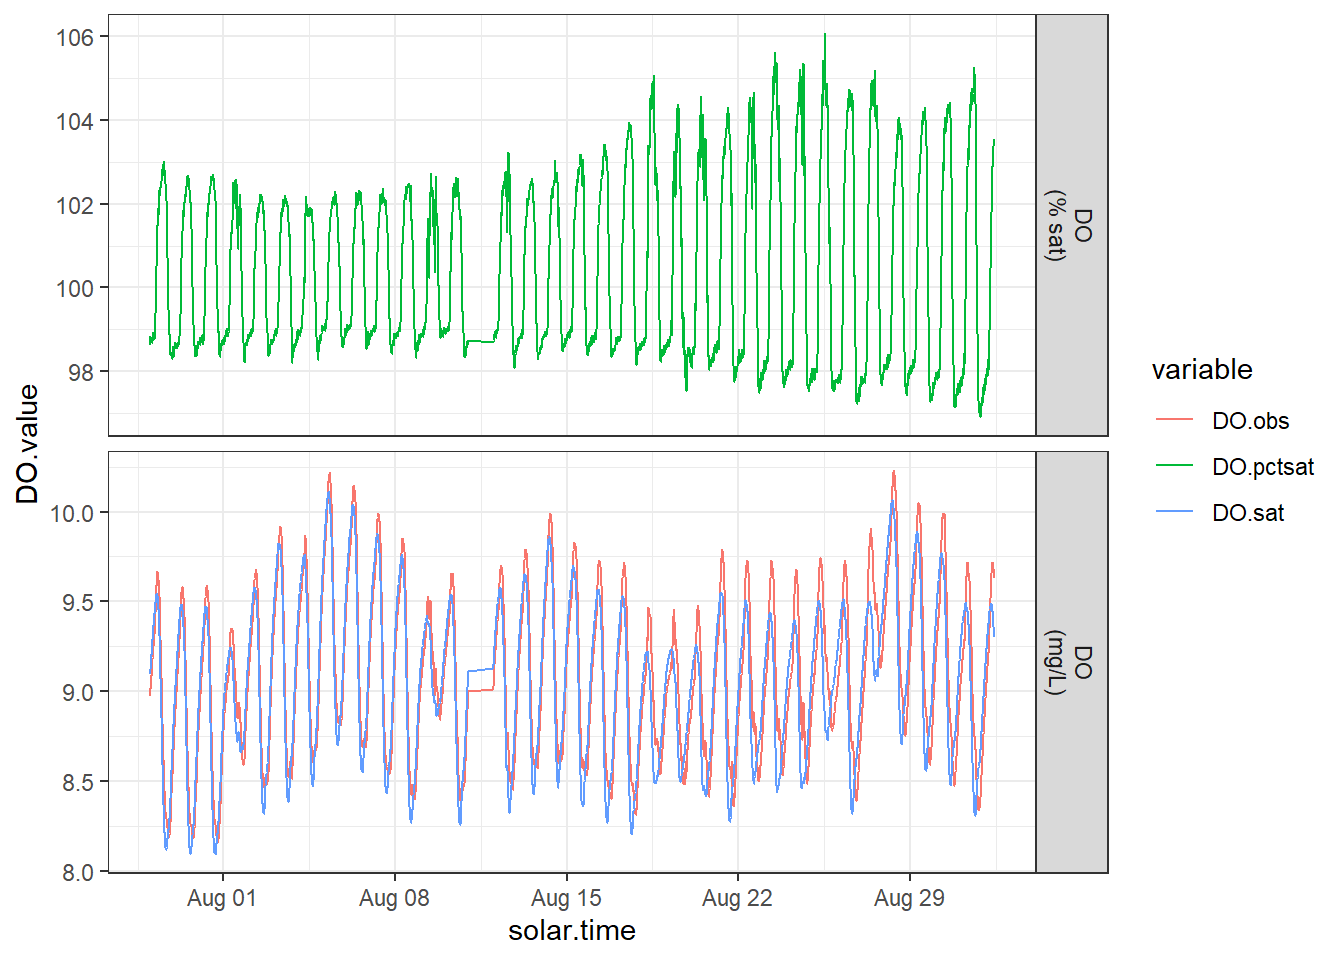 106
104
102
100
98
DO
(% sat)
DO.value
10.0
9.5
9.0
8.5
8.0
DO
(mg/L)
Aug 01
Aug 08
Aug 15
Aug 22
Aug 29
solar.time
variable
DO.obs
DO.pctsat
DO.sat